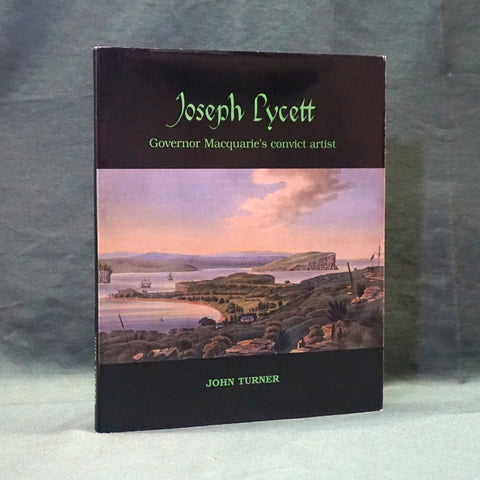 Joseph Lycett
Governor Macquarie's convict artist
JOHN TURNER